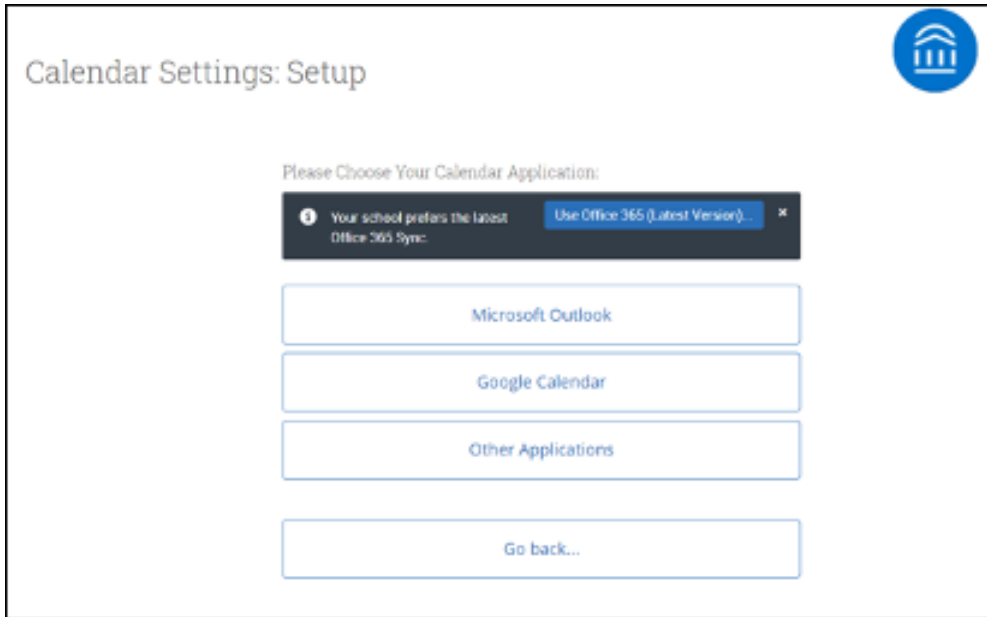 Calendar Settings: Setup
Please Choose Your Calendar Application:
Your school prefers the latest
Office 365 Sync.
Use Office 365 (Latest Version)...
×
Microsoft Outlook
Google Calendar
Other Applications
Go back...